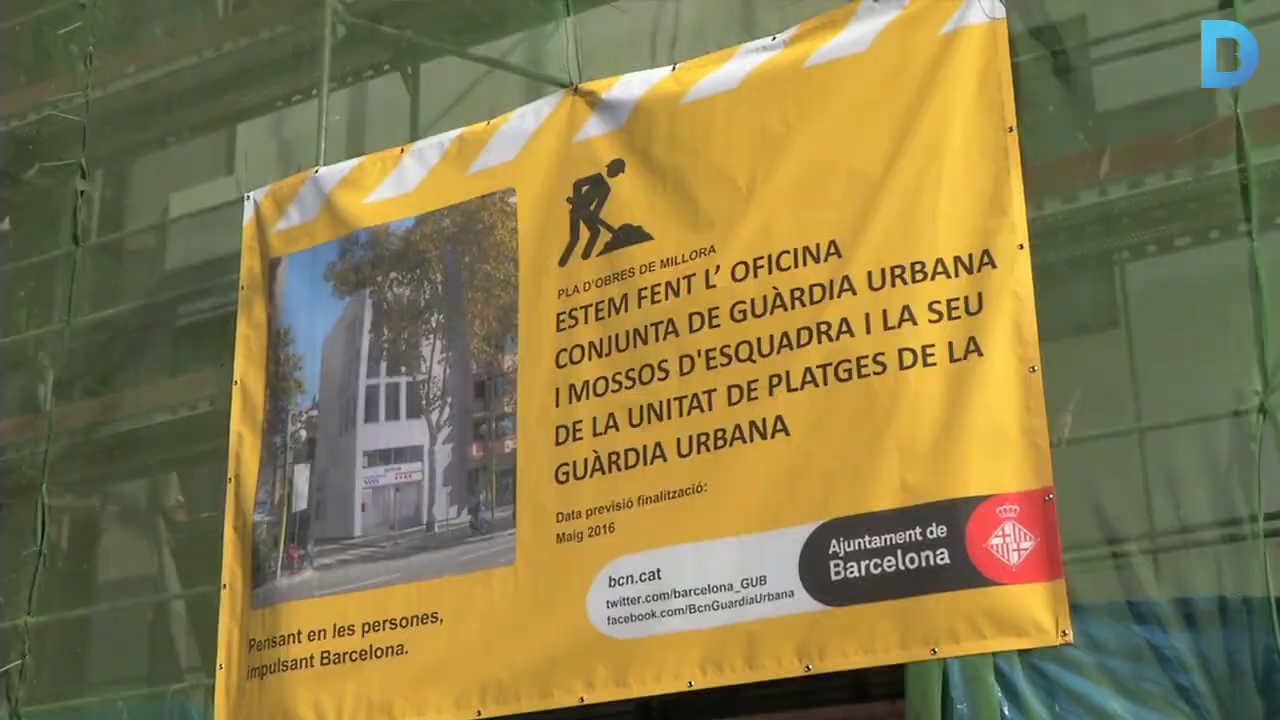 PLA D'OBRES DE MILLORA
ESTEM FENT L' OFICINA
CONJUNTA DE GUÀRDIA URBANA
I MOSSOS D'ESQUADRA I LA SEU
DE LA UNITAT DE PLATGES DE LA
GUÀRDIA URBANA
Data previsió finalització:
Maig 2016
bcn.cat
twitter.com/barcelona_GUB
facebook.com/BcnGuardiaUrbana
Ajuntament de
Barcelona
Pensant en les persones,
impulsant Barcelona.